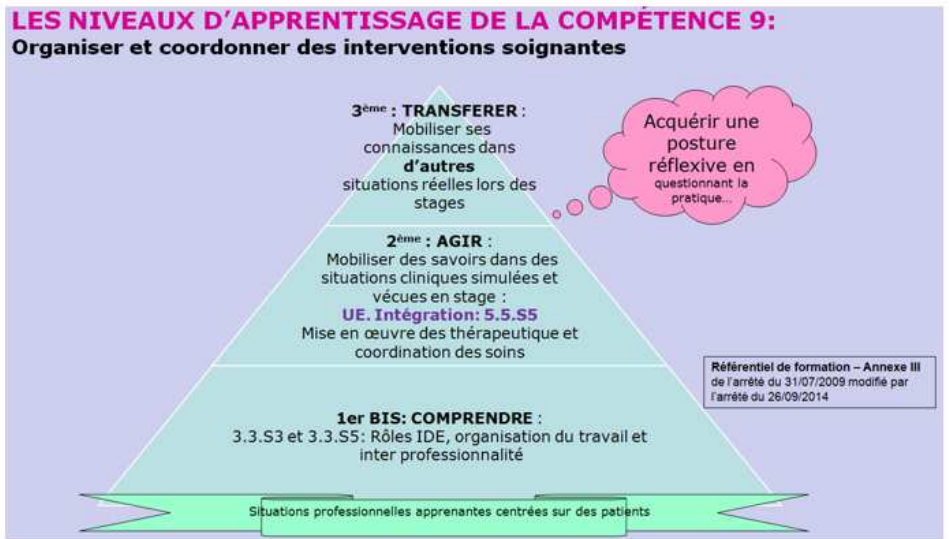 LES NIVEAUX D’APPRENTISSAGE DE LA COMPÉTENCE 9:
Organiser et coordonner des interventions soignantes
3ème : TRANSFERER :
Mobiliser ses
connaissances dans
d’autres
situations réelles lors des
stages
Acquérir une
posture
réflexive en
questionnant la
pratique…
2ème : AGIR :
Mobiliser des savoirs dans des
situations cliniques simulées et
vécues en stage :
UE. Intégration: 5.5.S5
Mise en œuvre des thérapeutique et
coordination des soins
Référentiel de formation – Annexe III
de l’arrêté du 31/07/2009 modifié par
l’arrêté du 26/09/2014
1er BIS: COMPRENDRE :
3.3.S3 et 3.3.S5: Rôles IDE, organisation du travail et
inter professionnalité
Situations professionnelles apprenantes centrées sur des patients